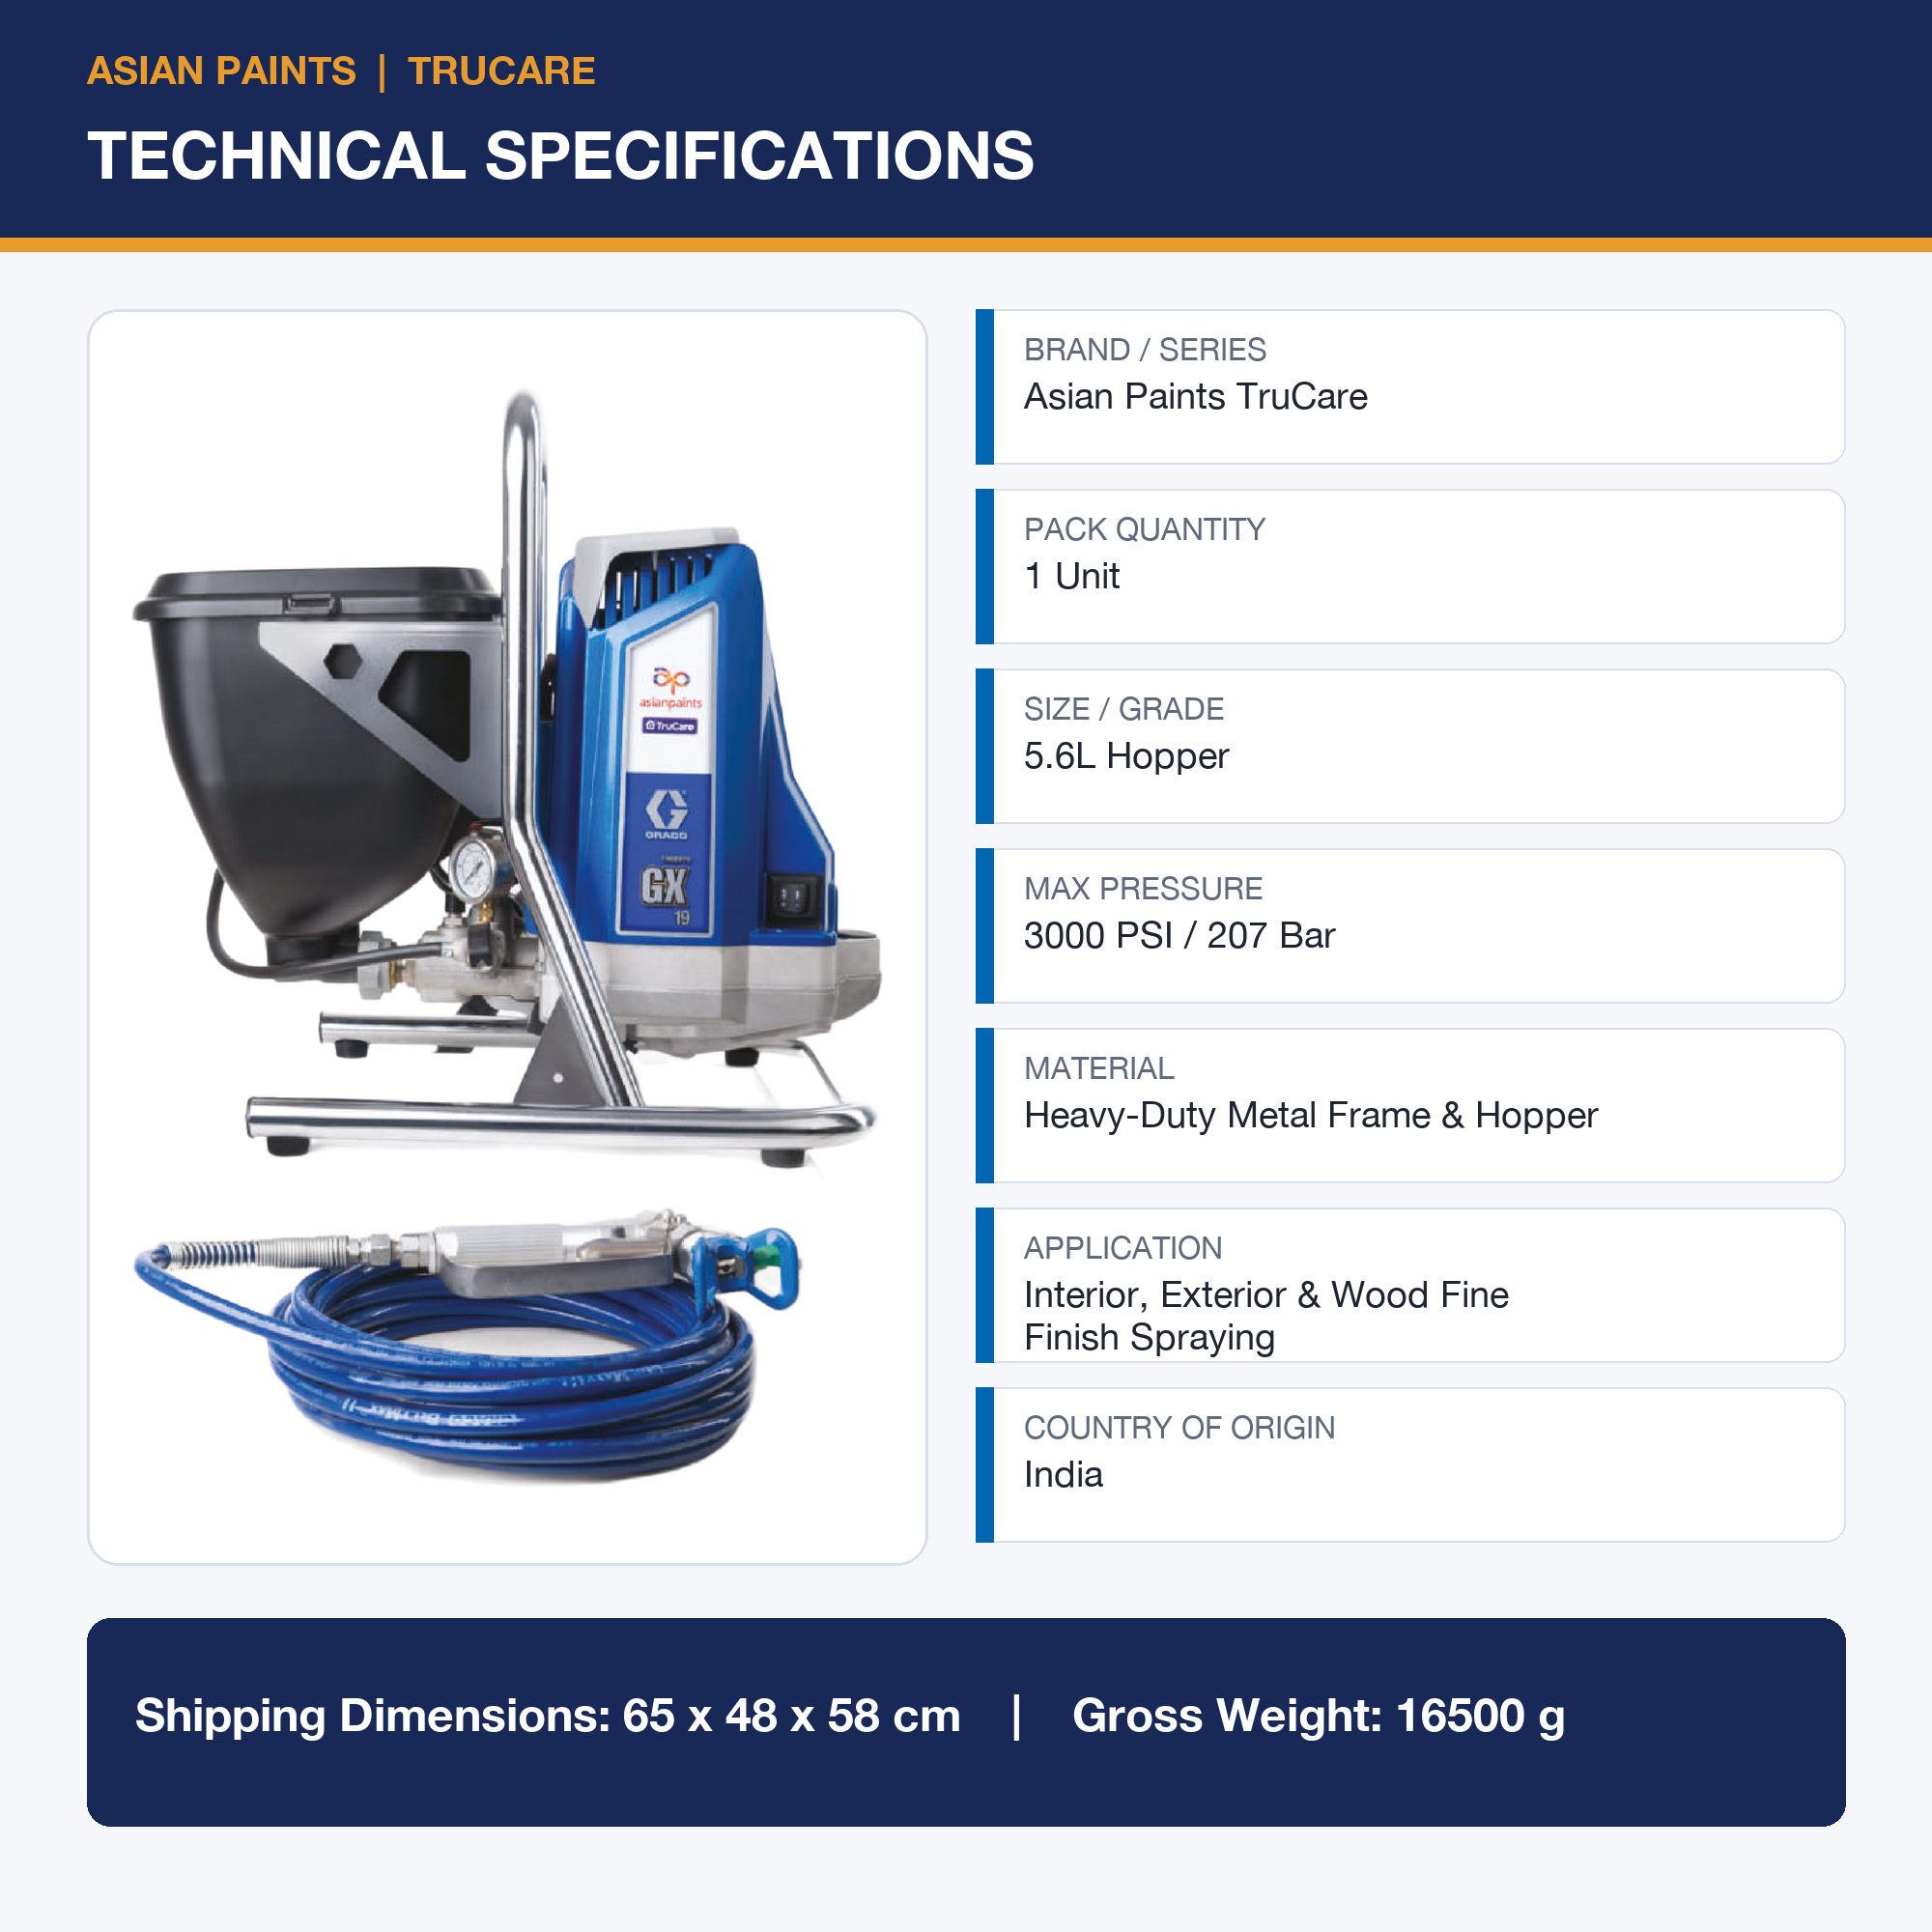 ASIAN PAINTS | TRUCARE
TECHNICAL SPECIFICATIONS
asianpaints
TruCare
GRACO
GX
19
BRAND / SERIES
Asian Paints TruCare
PACK QUANTITY
1 Unit
SIZE / GRADE
5.6L Hopper
MAX PRESSURE
3000 PSI / 207 Bar
MATERIAL
Heavy-Duty Metal Frame & Hopper
APPLICATION
Interior, Exterior & Wood Fine
Finish Spraying
COUNTRY OF ORIGIN
India
Shipping Dimensions: 65 x 48 x 58 cm | Gross Weight: 16500 g